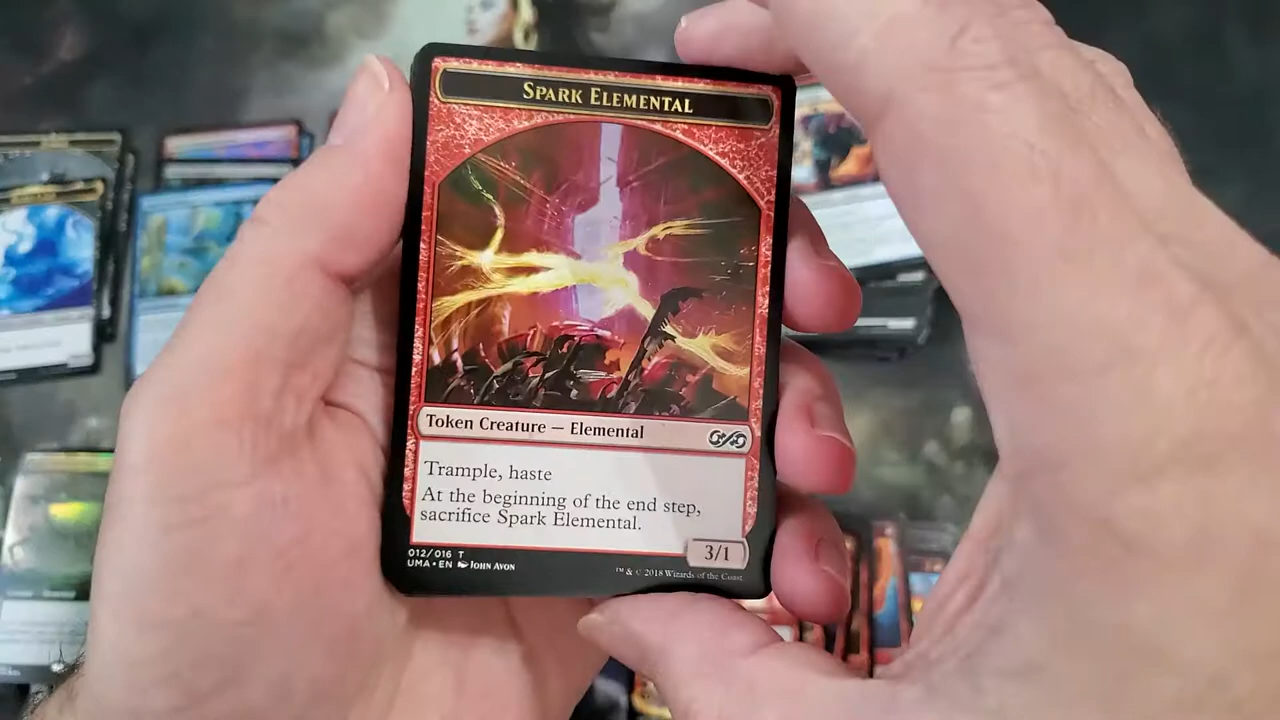 SPARK ELEMENTAL
Token Creature — Elemental
Trample, haste
At the beginning of the end step,
sacrifice Spark Elemental.
3/1
012/016 T
UMA • EN JOHN AVON
™ & © 2018 Wizards of the Coast